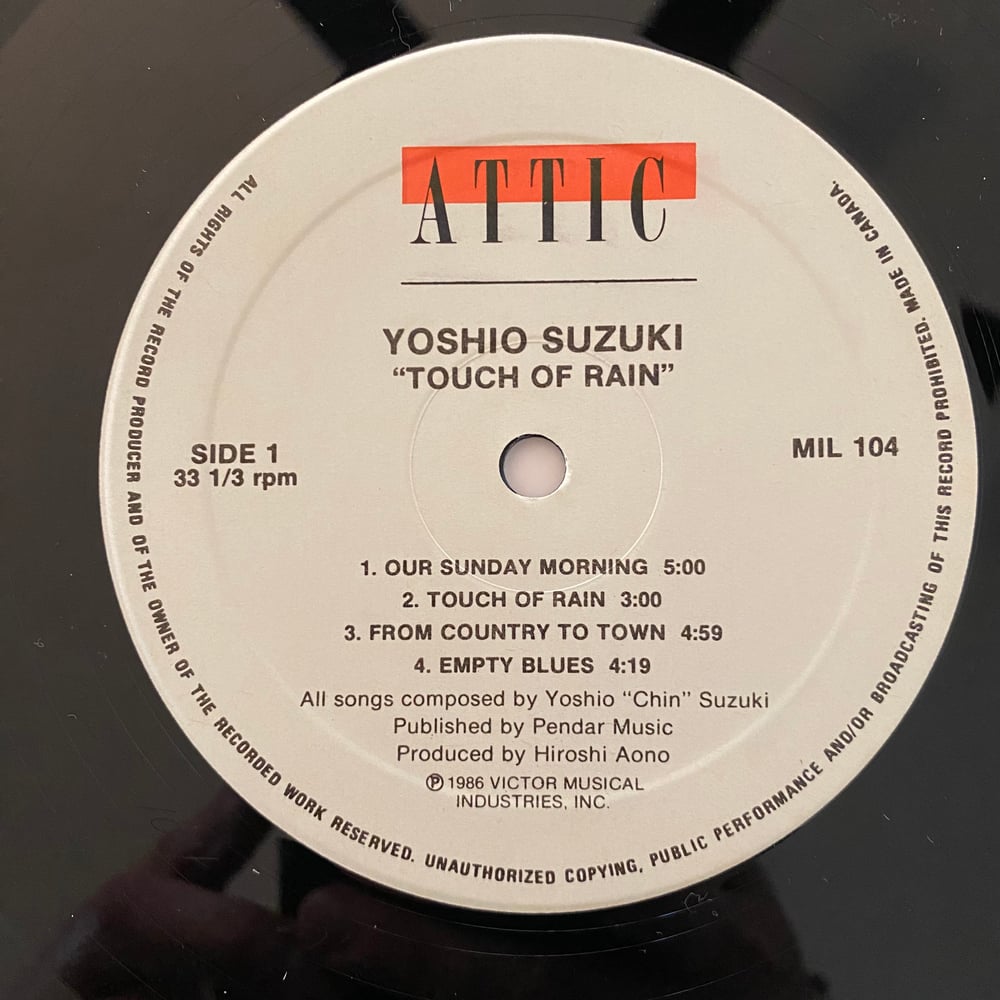 ATTIC
YOSHIO SUZUKI
“TOUCH OF RAIN”
SIDE 1
33 1/3 rpm
MIL 104
1. OUR SUNDAY MORNING 5:00
2. TOUCH OF RAIN 3:00
3. FROM COUNTRY TO TOWN 4:59
4. EMPTY BLUES 4:19
All songs composed by Yoshio “Chin” Suzuki
Published by Pendar Music
Produced by Hiroshi Aono
℗ 1986 VICTOR MUSICAL
INDUSTRIES, INC.
ALL RIGHTS OF THE RECORD PRODUCER AND OF THE OWNER OF THE RECORDED WORK RESERVED. UNAUTHORIZED COPYING, PUBLIC PERFORMANCE AND/OR BROADCASTING OF THIS RECORD PROHIBITED. MADE IN CANADA.